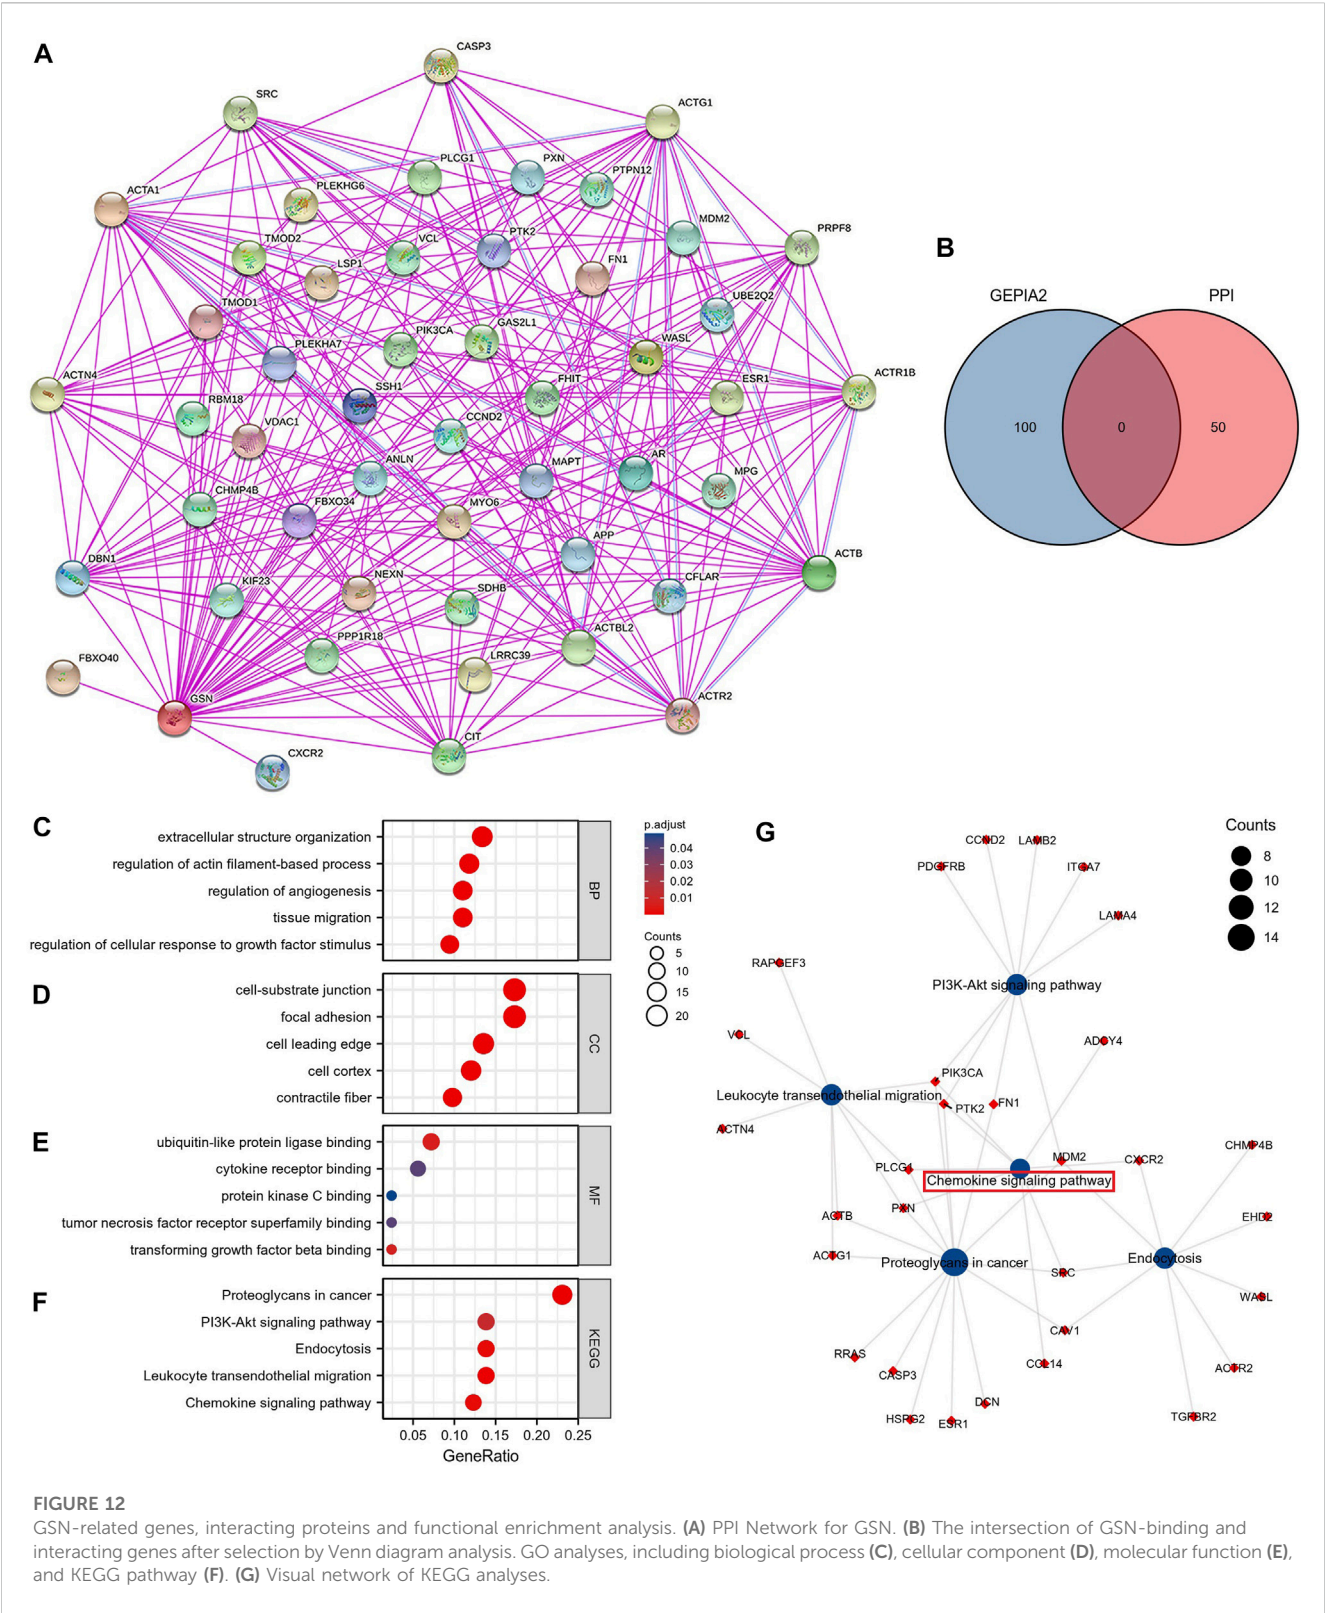 A
CASP3
SRC
ACTG1
PLCG1
PXN
PTPN12
ACTA1
PLEKHG6
MDM2
PRPF8
TMOD2
VCL
PTK2
LSP1
FN1
UBE2Q2
TMOD1
PIK3CA
GAS2L1
WASL
PLEKHA7
ACTN4
SSH1
FHIT
ESR1
ACTR1B
RBM18
VDAC1
CCND2
ANLN
MAPT
AR
MPG
CHMP4B
FBXO34
MYO6
APP
DBN1
ACTB
KIF23
NEXN
SDHB
CFLAR
PPP1R18
ACTBL2
FBXO40
LRRC39
GSN
ACTR2
CIT
CXCR2
B
GEPIA2
PPI
100
0
50
C
extracellular structure organization
regulation of actin filament-based process
regulation of angiogenesis
tissue migration
regulation of cellular response to growth factor stimulus
BP
D
cell-substrate junction
focal adhesion
cell leading edge
cell cortex
contractile fiber
CC
E
ubiquitin-like protein ligase binding
cytokine receptor binding
protein kinase C binding
tumor necrosis factor receptor superfamily binding
transforming growth factor beta binding
MF
F
Proteoglycans in cancer
PI3K-Akt signaling pathway
Endocytosis
Leukocyte transendothelial migration
Chemokine signaling pathway
KEGG
0.05 0.10 0.15 0.20 0.25
GeneRatio
p.adjust
0.04
0.03
0.02
0.01
Counts
5
10
15
20
G
Counts
8
10
12
14
CCND2
LAMB2
PDGFRB
ITGA7
LAMA4
RAPGEF3
PI3K-Akt signaling pathway
VCL
ADCY4
PIK3CA
Leukocyte transendothelial migration
PTK2
FN1
ACTN4
CHMP4B
MDM2
CXCR2
PLCG1
Chemokine signaling pathway
PXN
ACTB
EHD2
ACTG1
Proteoglycans in cancer
Endocytosis
SRC
WASL
CAV1
RRAS
CCL14
CASP3
ACTR2
DCN
HSPG2
ESR1
TGFBR2
FIGURE 12
GSN-related genes, interacting proteins and functional enrichment analysis. (A) PPI Network for GSN. (B) The intersection of GSN-binding and
interacting genes after selection by Venn diagram analysis. GO analyses, including biological process (C), cellular component (D), molecular function (E),
and KEGG pathway (F). (G) Visual network of KEGG analyses.